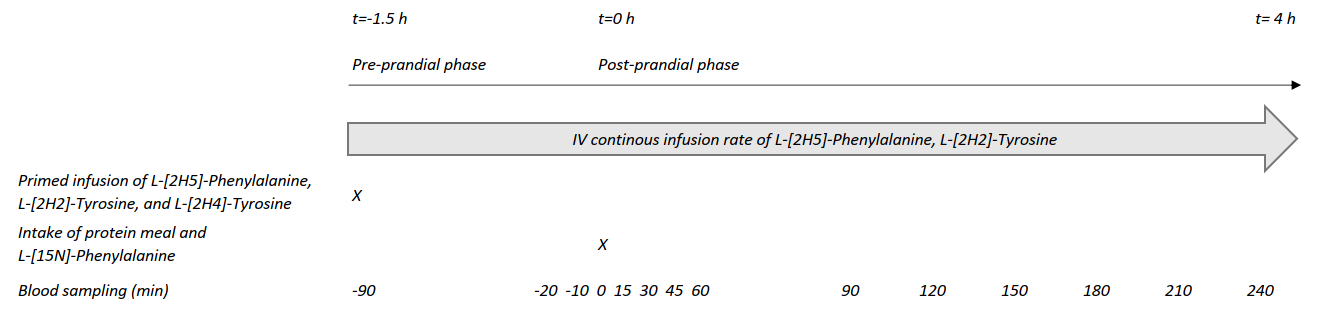 t=-1.5 h t=0 h t= 4 h
Pre-prandial phase Post-prandial phase
IV continous infusion rate of L-[2H5]-Phenylalanine, L-[2H2]-Tyrosine
Primed infusion of L-[2H5]-Phenylalanine,
L-[2H2]-Tyrosine, and L-[2H4]-Tyrosine X
Intake of protein meal and
L-[15N]-Phenylalanine X
Blood sampling (min) -90 -20 -10 0 15 30 45 60 90 120 150 180 210 240